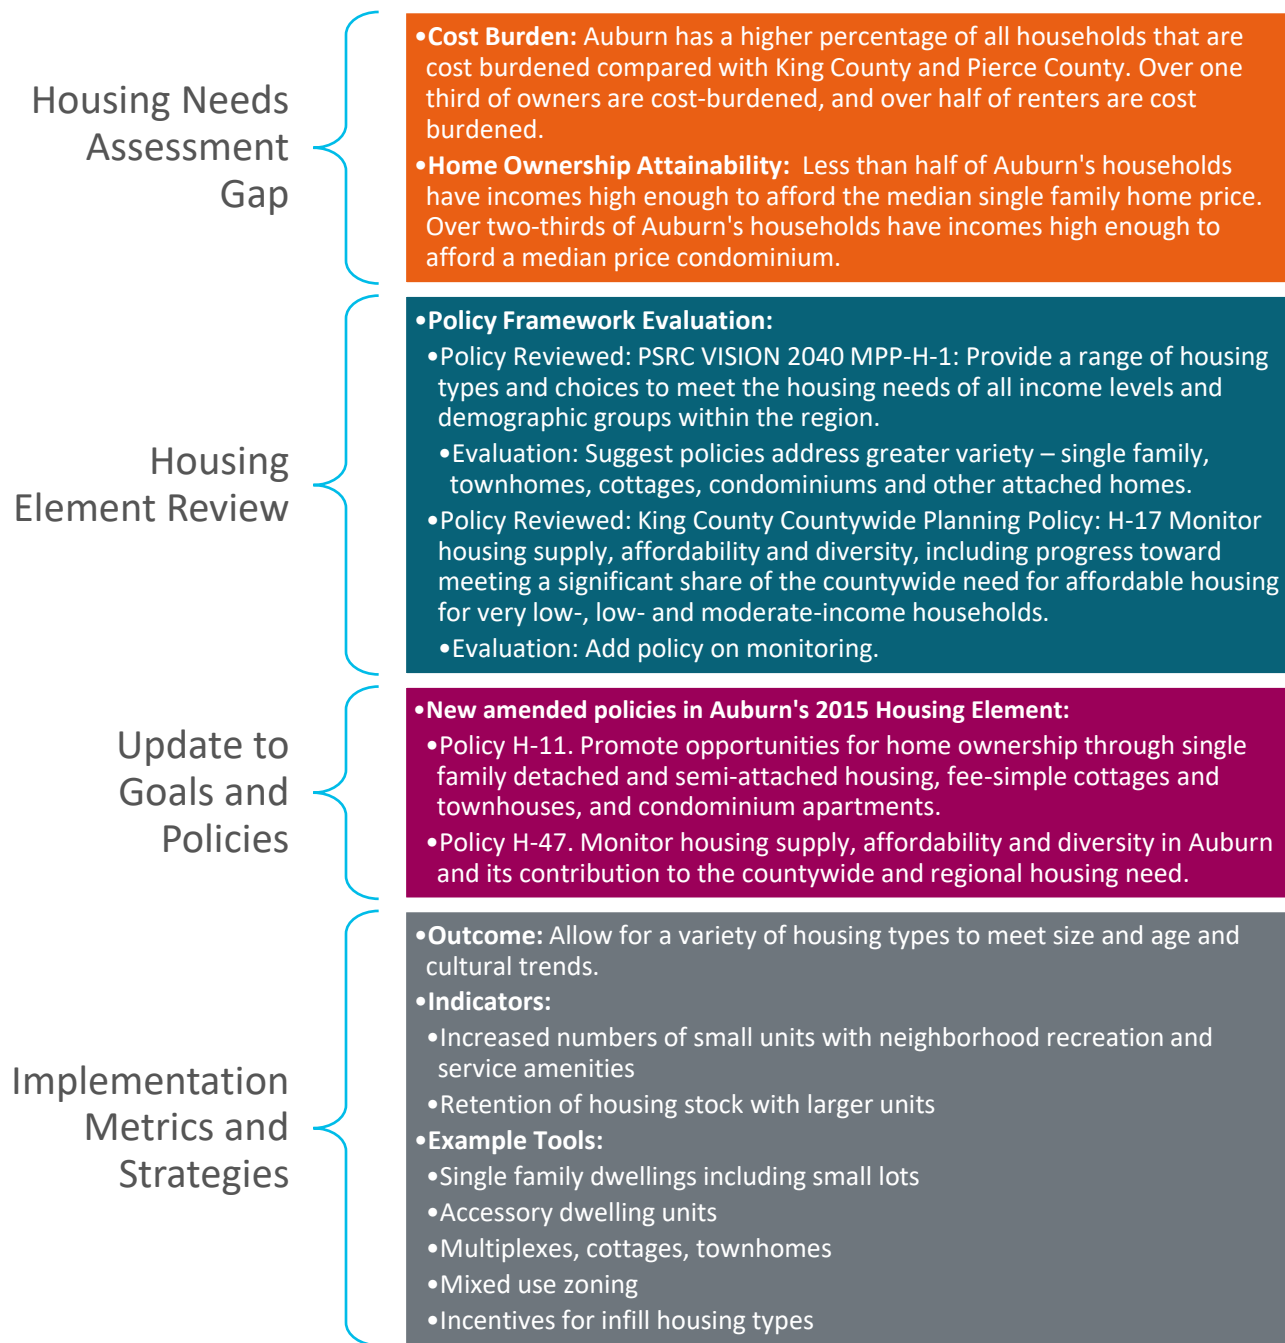 Housing Needs
Assessment
Gap
•Cost Burden: Auburn has a higher percentage of all households that are
cost burdened compared with King County and Pierce County. Over one
third of owners are cost-burdened, and over half of renters are cost
burdened.
•Home Ownership Attainability:  Less than half of Auburn's households
have incomes high enough to afford the median single family home price.
Over two-thirds of Auburn's households have incomes high enough to
afford a median price condominium.
Housing
Element Review
•Policy Framework Evaluation:
•Policy Reviewed: PSRC VISION 2040 MPP-H-1: Provide a range of housing
types and choices to meet the housing needs of all income levels and
demographic groups within the region.
•Evaluation: Suggest policies address greater variety – single family,
townhomes, cottages, condominiums and other attached homes.
•Policy Reviewed: King County Countywide Planning Policy: H-17 Monitor
housing supply, affordability and diversity, including progress toward
meeting a significant share of the countywide need for affordable housing
for very low-, low- and moderate-income households.
•Evaluation: Add policy on monitoring.
Update to
Goals and
Policies
•New amended policies in Auburn's 2015 Housing Element:
•Policy H-11. Promote opportunities for home ownership through single
family detached and semi-attached housing, fee-simple cottages and
townhouses, and condominium apartments.
•Policy H-47. Monitor housing supply, affordability and diversity in Auburn
and its contribution to the countywide and regional housing need.
Implementation
Metrics and
Strategies
•Outcome: Allow for a variety of housing types to meet size and age and
cultural trends.
•Indicators:
•Increased numbers of small units with neighborhood recreation and
service amenities
•Retention of housing stock with larger units
•Example Tools:
•Single family dwellings including small lots
•Accessory dwelling units
•Multiplexes, cottages, townhomes
•Mixed use zoning
•Incentives for infill housing types